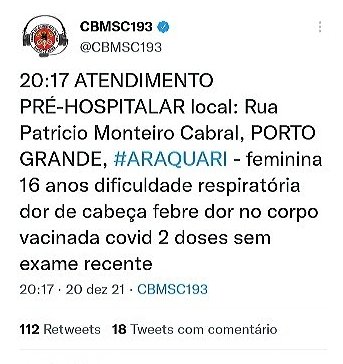 CBMSC193
@CBMSC193
20:17 ATENDIMENTO
PRÉ-HOSPITALAR local: Rua
Patricio Monteiro Cabral, PORTO
GRANDE, #ARAQUARI - feminina
16 anos dificuldade respiratória
dor de cabeça febre dor no corpo
vacinada covid 2 doses sem
exame recente
20:17 · 20 dez 21 · CBMSC193
112 Retweets 18 Tweets com comentário